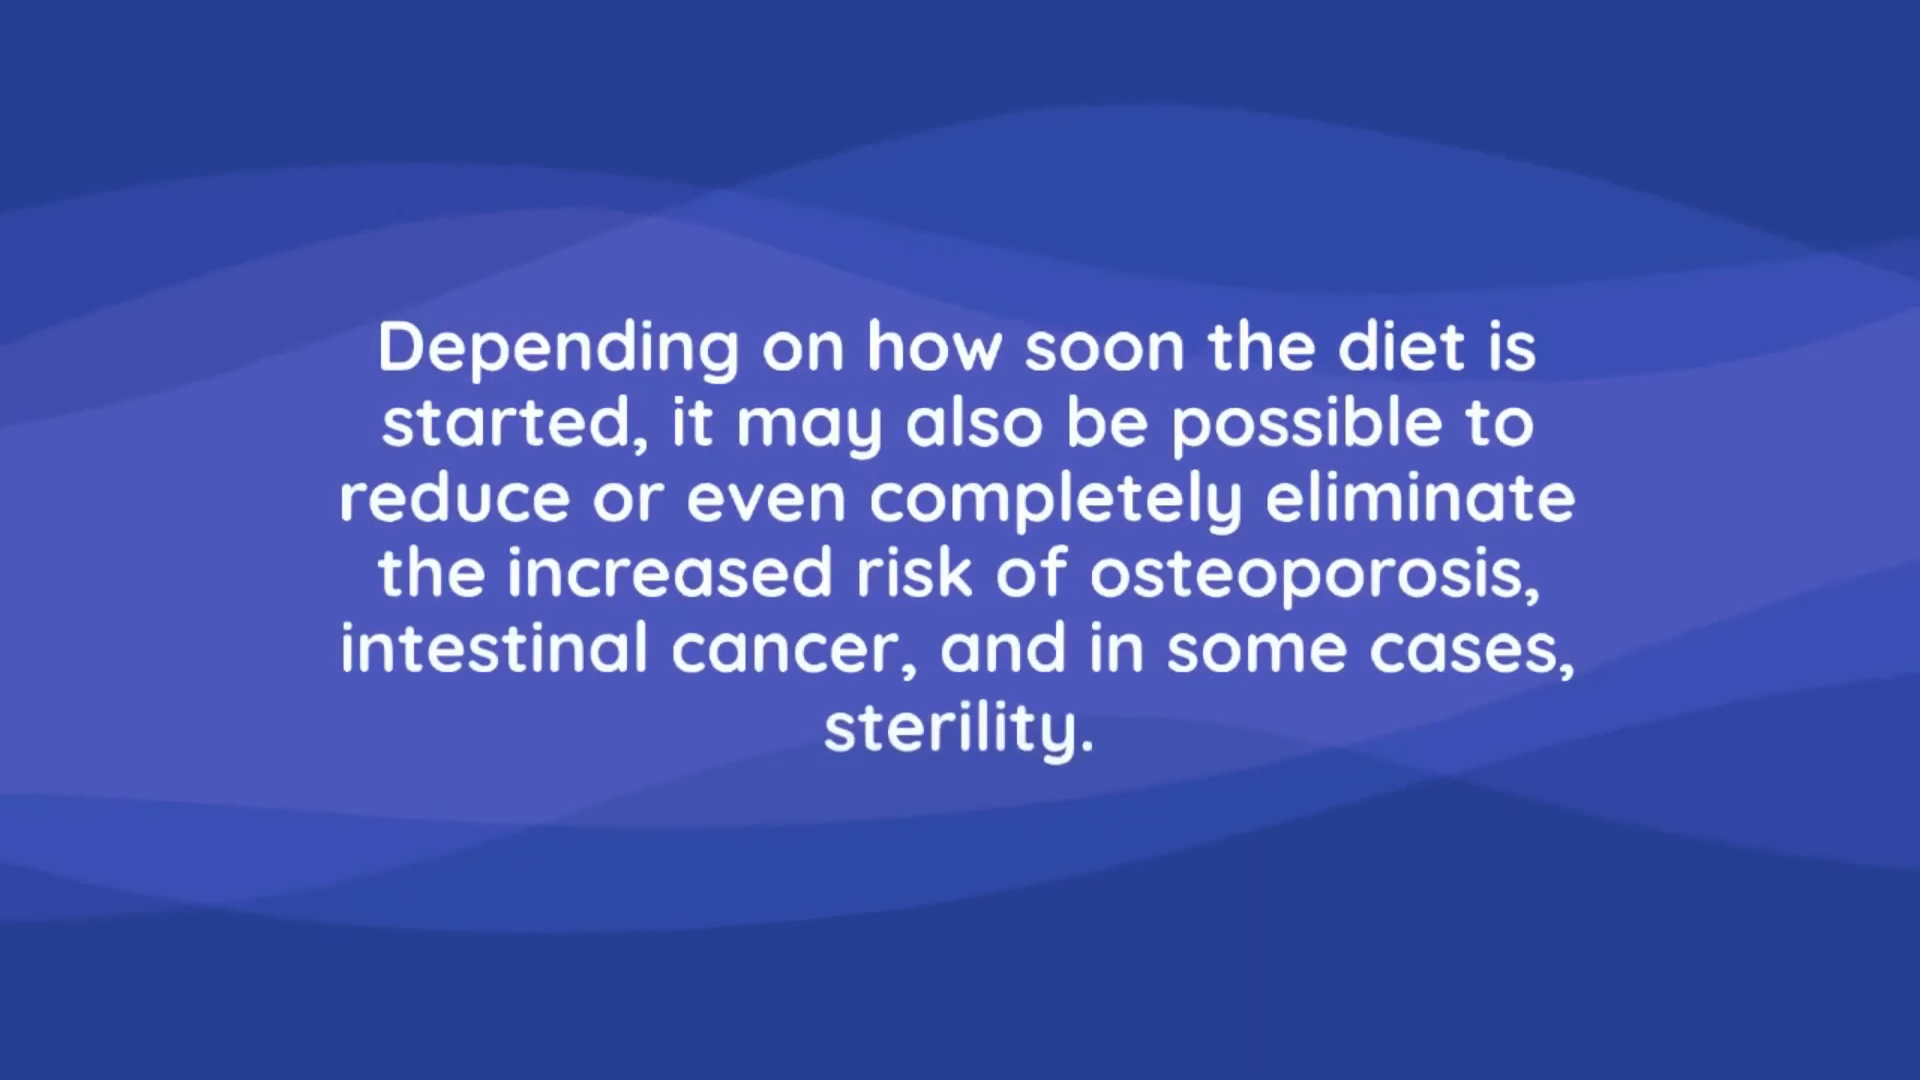 Depending on how soon the diet is
started, it may also be possible to
reduce or even completely eliminate
the increased risk of osteoporosis,
intestinal cancer, and in some cases,
sterility.